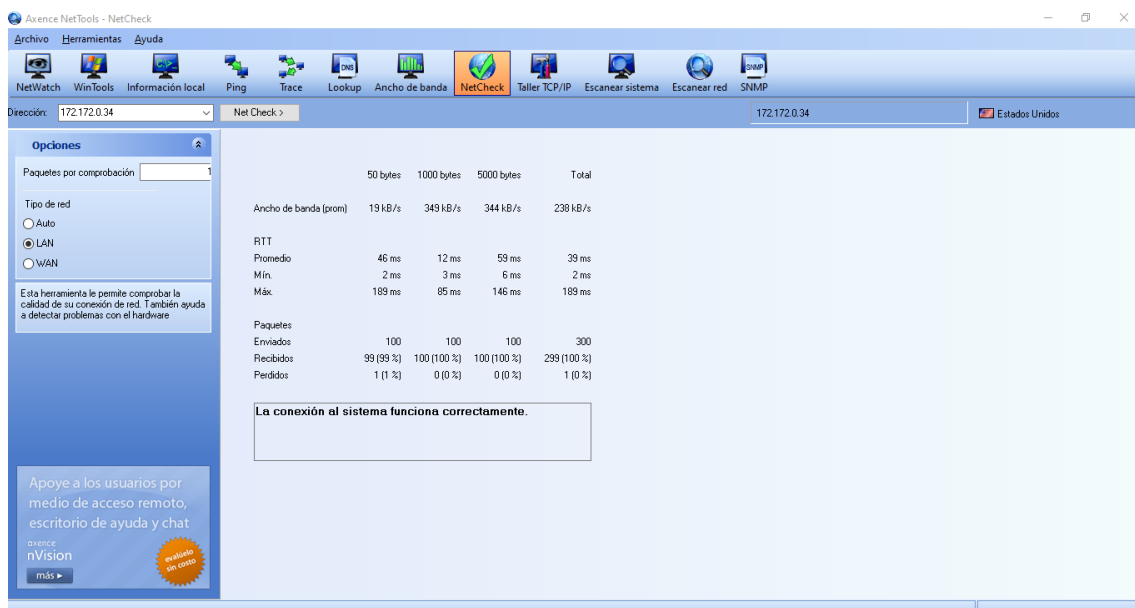 Axence NetTools - NetCheck
Archivo Herramientas Ayuda
DNS SNMP
NetWatch WinTools Información local Ping Trace Lookup Ancho de banda NetCheck Taller TCP/IP Escanear sistema Escanear red SNMP
Dirección: 172.172.0.34 Net Check > 172.172.0.34 Estados Unidos
Opciones
Paquetes por comprobación 1
Tipo de red
Auto
LAN
WAN
Esta herramienta le permite comprobar la
calidad de su conexión de red. También ayuda
a detectar problemas con el hardware
50 bytes 1000 bytes 5000 bytes Total
Ancho de banda (prom) 19 kB/s 349 kB/s 344 kB/s 238 kB/s
RTT
Promedio 46 ms 12 ms 59 ms 39 ms
Mín. 2 ms 3 ms 6 ms 2 ms
Máx. 189 ms 85 ms 146 ms 189 ms
Paquetes
Enviados 100 100 100 300
Recibidos 99 (99 %) 100 (100 %) 100 (100 %) 299 (100 %)
Perdidos 1 (1 %) 0 (0 %) 0 (0 %) 1 (0 %)
La conexión al sistema funciona correctamente.
Apoye a los usuarios por
medio de acceso remoto,
escritorio de ayuda y chat
axence
nVision
evalúelo
sin costo
más